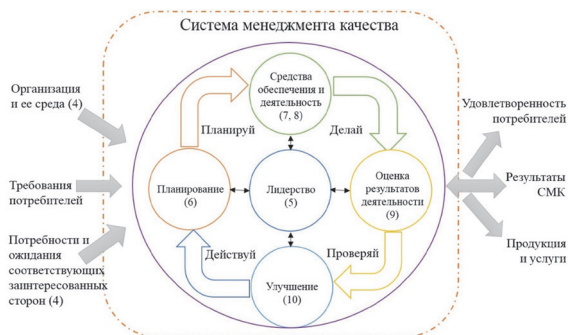 Система менеджмента качества
Организация
и ее среда (4)
Требования
потребителей
Потребности и
ожидания
соответствующих
заинтересованных
сторон (4)
Средства
обеспечения и
деятельность
(7, 8)
Планируй
Делай
Планирование
(6)
Лидерство
(5)
Оценка
результатов
деятельности
(9)
Действуй
Проверяй
Улучшение
(10)
Удовлетворенность
потребителей
Результаты
СМК
Продукция
и услуги